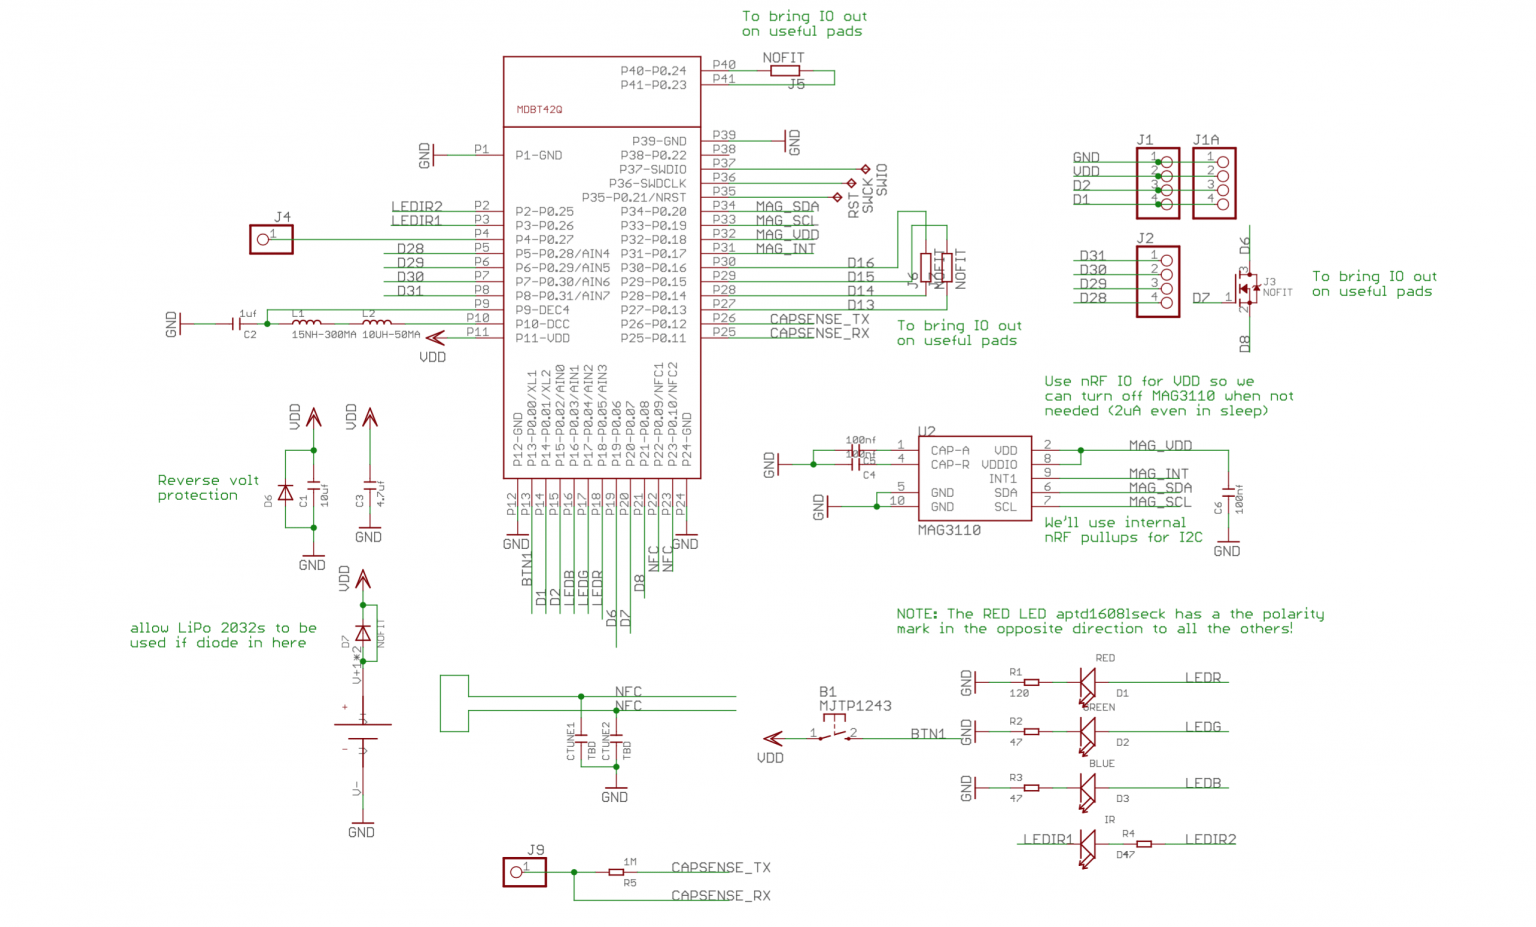 To bring IO out
on useful pads
NOFIT
P40-P0.24
P40
P41-P0.23
P41
J5
MDBT42Q
GND
P1
P1-GND
P39-GND
P39
GND
P38-P0.22
P38
P37-SWDIO
P37
P36-SWDCLK
P36
P35-P0.21/NRST
P35
RST
SWCK
SWIO
LEDIR2
P2
P2-P0.25
P34-P0.20
P34
MAG_SDA
LEDIR1
P3
P3-P0.26
P33-P0.19
P33
MAG_SCL
J4
1
P4
P4-P0.27
P32-P0.18
P32
MAG_VDD
D28
P5
P5-P0.28/AIN4
P31-P0.17
P31
MAG_INT
D29
P6
P6-P0.29/AIN5
P30-P0.16
P30
D16
D30
P7
P7-P0.30/AIN6
P29-P0.15
P29
D15
D31
P8
P8-P0.31/AIN7
P28-P0.14
P28
D14
P9
P9-DEC4
P27-P0.13
P27
D13
P10
P10-DCC
P26-P0.12
P26
CAPSENSE_TX
P11
P11-VDD
P25-P0.11
P25
CAPSENSE_RX
J6
NOFIT
NOFIT
To bring IO out
on useful pads
GND
1uf
C2
L1
15NH-300MA
L2
10UH-50MA
VDD
P12-GND
P13-P0.00/XL1
P14-P0.01/XL2
P15-P0.02/AIN0
P16-P0.03/AIN1
P17-P0.04/AIN2
P18-P0.05/AIN3
P19-P0.06
P20-P0.07
P21-P0.08
P22-P0.09/NFC1
P23-P0.10/NFC2
P24-GND
P12
P13
P14
P15
P16
P17
P18
P19
P20
P21
P22
P23
P24
GND
BTN1
D1
D2
LEDB
LEDG
LEDR
D6
D7
D8
NFC
NFC
GND
J1
J1A
GND
1
1
VDD
2
2
D2
3
3
D1
4
4
J2
D31
1
D30
2
D29
3
D28
4
D6
3
D7
1
J3
NOFIT
2
D8
To bring IO out
on useful pads
Use nRF IO for VDD so we
can turn off MAG3110 when not
needed (2uA even in sleep)
U2
GND
100nf
100nf
C5
C4
1
CAP-A
VDD
2
MAG_VDD
4
CAP-R
VDDIO
8
INT1
9
MAG_INT
5
GND
SDA
6
MAG_SDA
10
GND
SCL
7
MAG_SCL
GND
MAG3110
C6
100nf
GND
We'll use internal
nRF pullups for I2C
VDD
VDD
Reverse volt
protection
D6
C1
10uf
C3
4.7uf
GND
GND
VDD
allow LiPo 2032s to be
used if diode in here
D7
NOFIT
V+1*2
+
V+
-
V-
V-
GND
NFC
NFC
CTUNE1
TBD
CTUNE2
TBD
GND
B1
MJTP1243
1
2
BTN1
VDD
NOTE: The RED LED aptd1608lseck has a the polarity
mark in the opposite direction to all the others!
GND
R1
120
RED
D1
LEDR
GND
R2
47
GREEN
D2
LEDG
GND
R3
47
BLUE
D3
LEDB
IR
LEDIR1
R4
D4
47
LEDIR2
J9
1
1M
R5
CAPSENSE_TX
CAPSENSE_RX